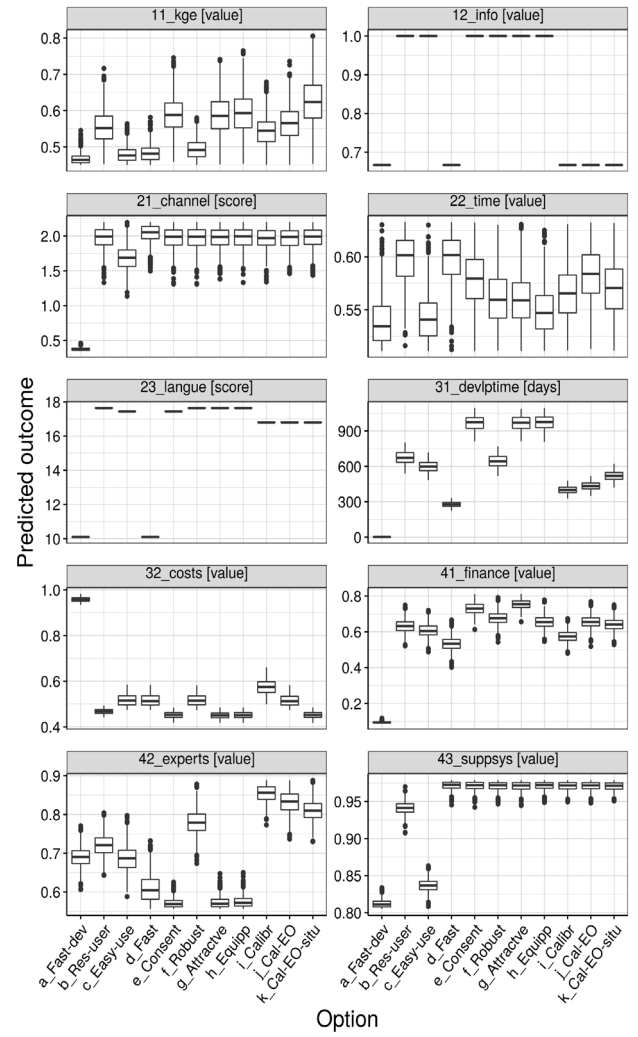 11_kge [value]
12_info [value]
0.8
0.7
0.6
0.5
1.0
0.9
0.8
0.7
21_channel [score]
22_time [value]
2.0
1.5
1.0
0.5
0.60
0.55
23_langue [score]
31_devlptime [days]
18
16
14
12
10
900
600
300
0
Predicted outcome
32_costs [value]
41_finance [value]
1.0
0.8
0.6
0.4
0.8
0.6
0.4
0.2
42_experts [value]
43_suppsys [value]
0.9
0.8
0.7
0.6
0.95
0.90
0.85
0.80
a_Fast-dev
b_Res-user
c_Easy-use
d_Fast
e_Consent
f_Robust
g_Attractve
h_Equipp
i_Calibr
j_Cal-EO
k_Cal-EO-situ
a_Fast-dev
b_Res-user
c_Easy-use
d_Fast
e_Consent
f_Robust
g_Attractve
h_Equipp
i_Calibr
j_Cal-EO
k_Cal-EO-situ
Option